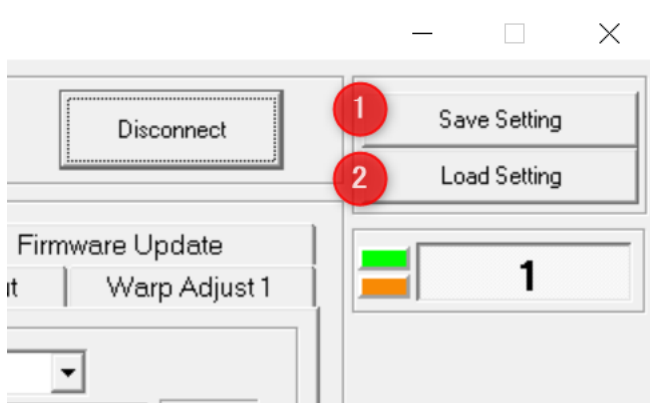 Disconnect
1
Save Setting
2
Load Setting
Firmware Update
Warp Adjust 1
1